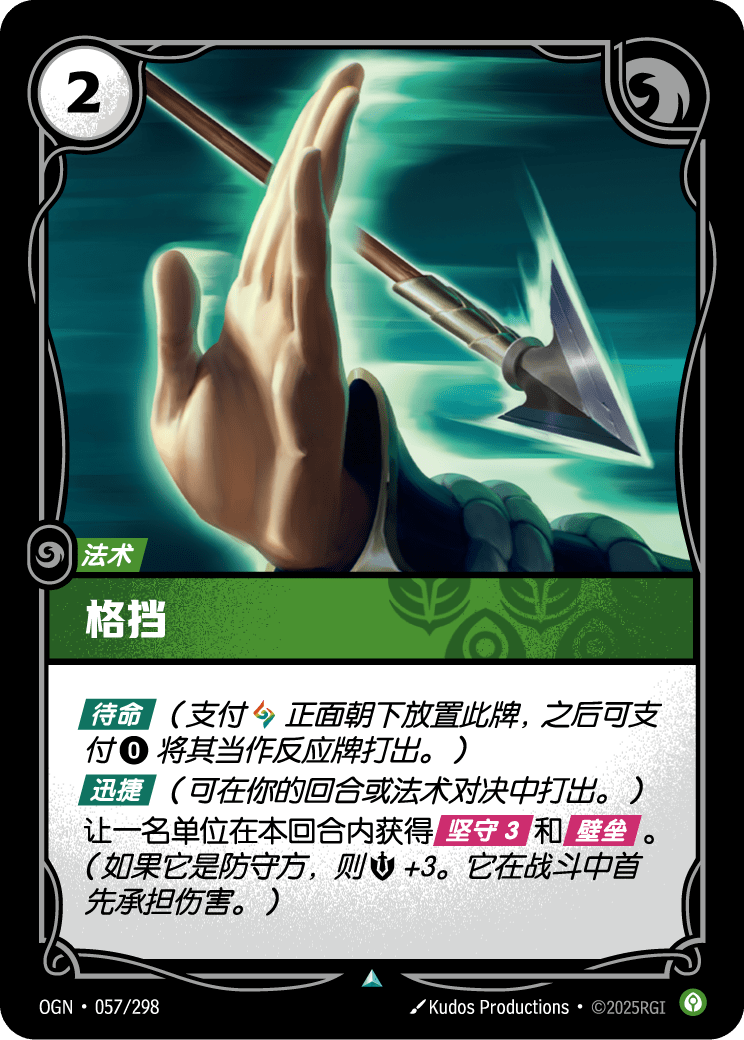 2
法术
格挡
待命 (支付 正面朝下放置此牌, 之后可支
付 0 将其当作反应牌打出。)
迅捷 (可在你的回合或法术对决中打出。)
让一名单位在本回合内获得 坚守 3 和 壁垒 。
(如果它是防守方, 则 +3。它在战斗中首
先承担伤害。)
OGN • 057/298
Kudos Productions • ©2025RGI